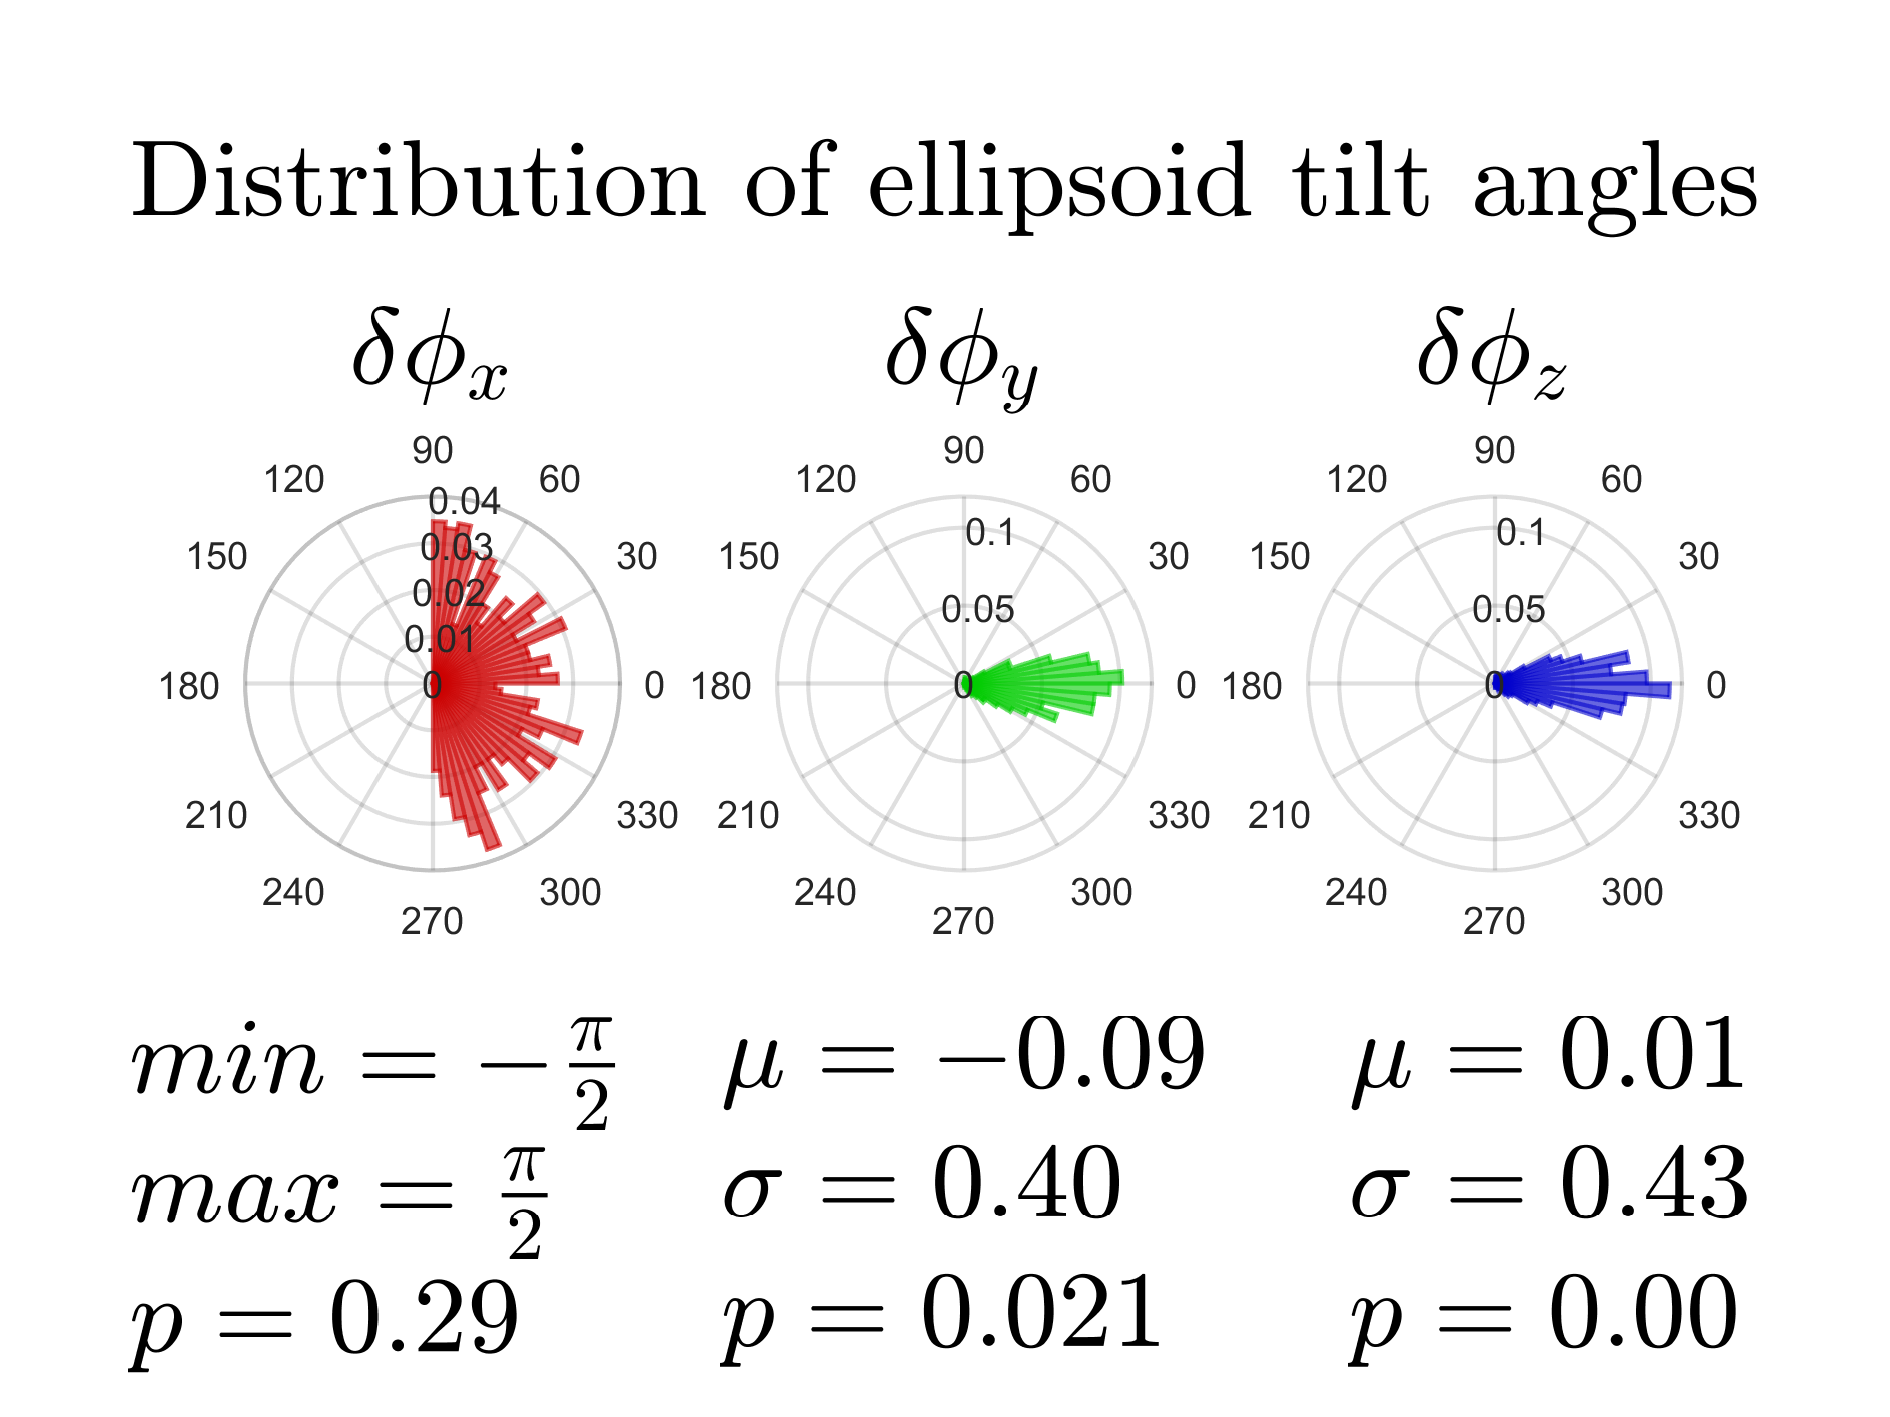 Distribution of ellipsoid tilt angles
δϕₓ δϕ_y δϕ_z
90 90 90
120 60 120 60 120 60
0.04
0.1 0.1
150 0.03 30 150 30 150 30
0.02 0.05 0.05
0.01
180 0 0 180 0 0 180 0 0
210 330 210 330 210 330
240 300 240 300 240 300
270 270 270
min = −π/2 μ = −0.09 μ = 0.01
max = π/2 σ = 0.40 σ = 0.43
p = 0.29 p = 0.021 p = 0.00